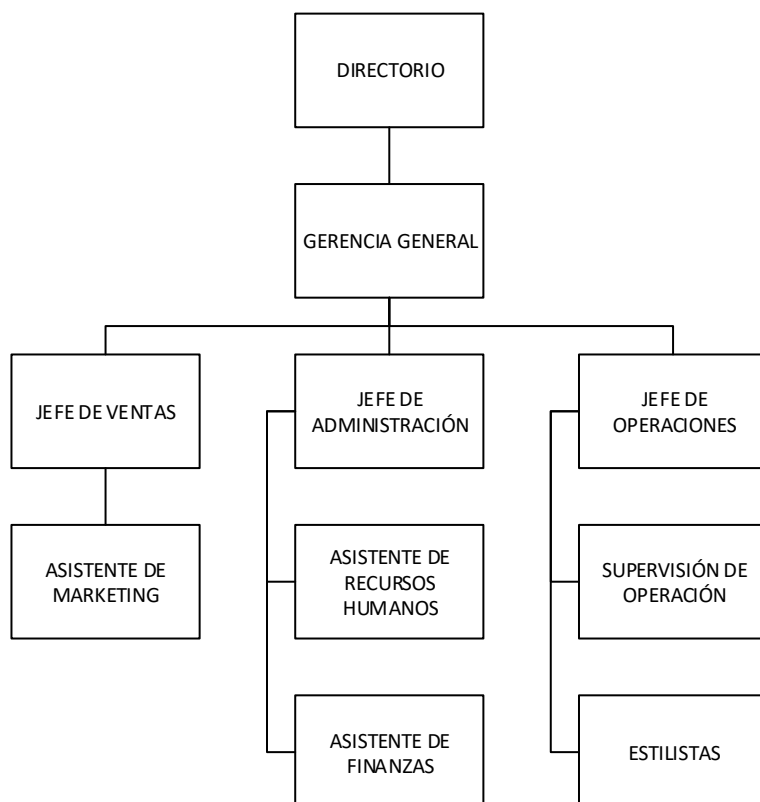 DIRECTORIO
GERENCIA GENERAL
JEFE DE VENTAS
JEFE DE
ADMINISTRACIÓN
JEFE DE
OPERACIONES
ASISTENTE DE
MARKETING
ASISTENTE DE
RECURSOS
HUMANOS
SUPERVISIÓN DE
OPERACIÓN
ASISTENTE DE
FINANZAS
ESTILISTAS